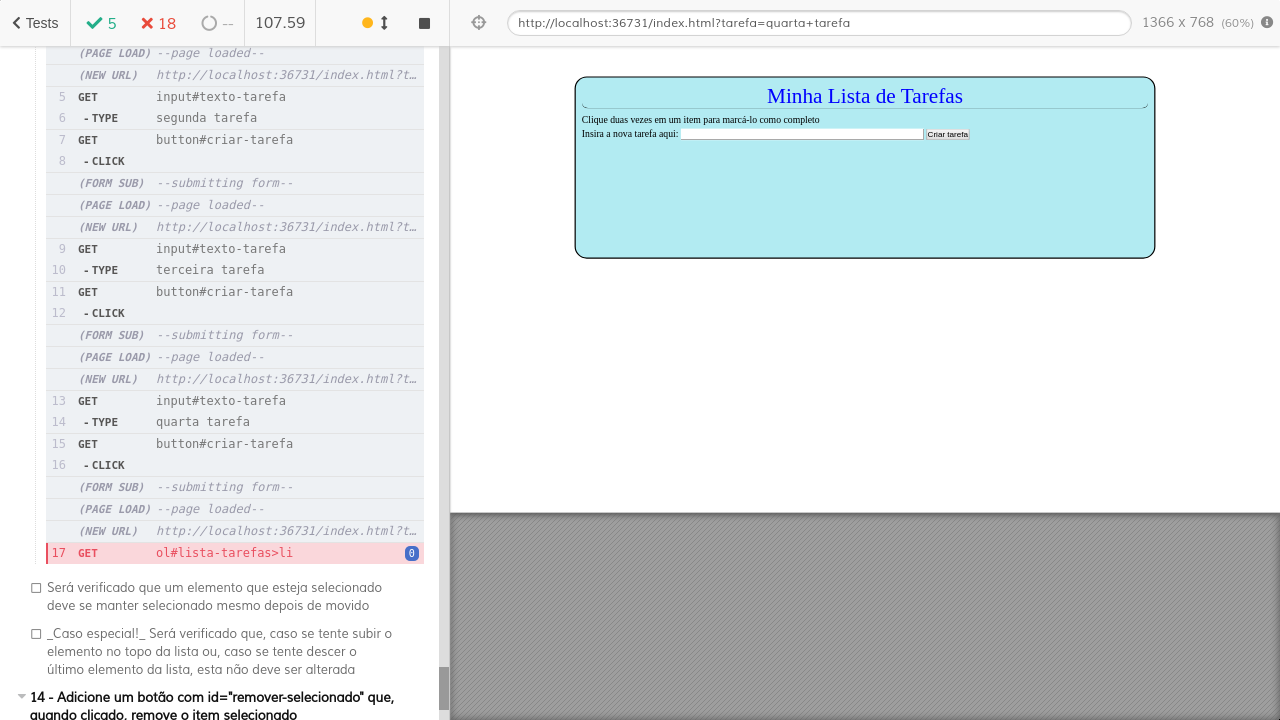 Tests
5
18
--
107.59
http://localhost:36731/index.html?tarefa=quarta+tarefa
1366 x 768 (60%)
(PAGE LOAD) --page loaded--
(NEW URL) http://localhost:36731/index.html?t…
5 GET input#texto-tarefa
6 -TYPE segunda tarefa
7 GET button#criar-tarefa
8 -CLICK
(FORM SUB) --submitting form--
(PAGE LOAD) --page loaded--
(NEW URL) http://localhost:36731/index.html?t…
9 GET input#texto-tarefa
10 -TYPE terceira tarefa
11 GET button#criar-tarefa
12 -CLICK
(FORM SUB) --submitting form--
(PAGE LOAD) --page loaded--
(NEW URL) http://localhost:36731/index.html?t…
13 GET input#texto-tarefa
14 -TYPE quarta tarefa
15 GET button#criar-tarefa
16 -CLICK
(FORM SUB) --submitting form--
(PAGE LOAD) --page loaded--
(NEW URL) http://localhost:36731/index.html?t…
17 GET ol#lista-tarefas>li 0
Será verificado que um elemento que esteja selecionado
deve se manter selecionado mesmo depois de movido
_Caso especial!_ Será verificado que, caso se tente subir o
elemento no topo da lista ou, caso se tente descer o
último elemento da lista, esta não deve ser alterada
14 - Adicione um botão com id="remover-selecionado" que,
quando clicado, remove o item selecionado
Minha Lista de Tarefas
Clique duas vezes em um item para marcá-lo como completo
Insira a nova tarefa aqui: Criar tarefa